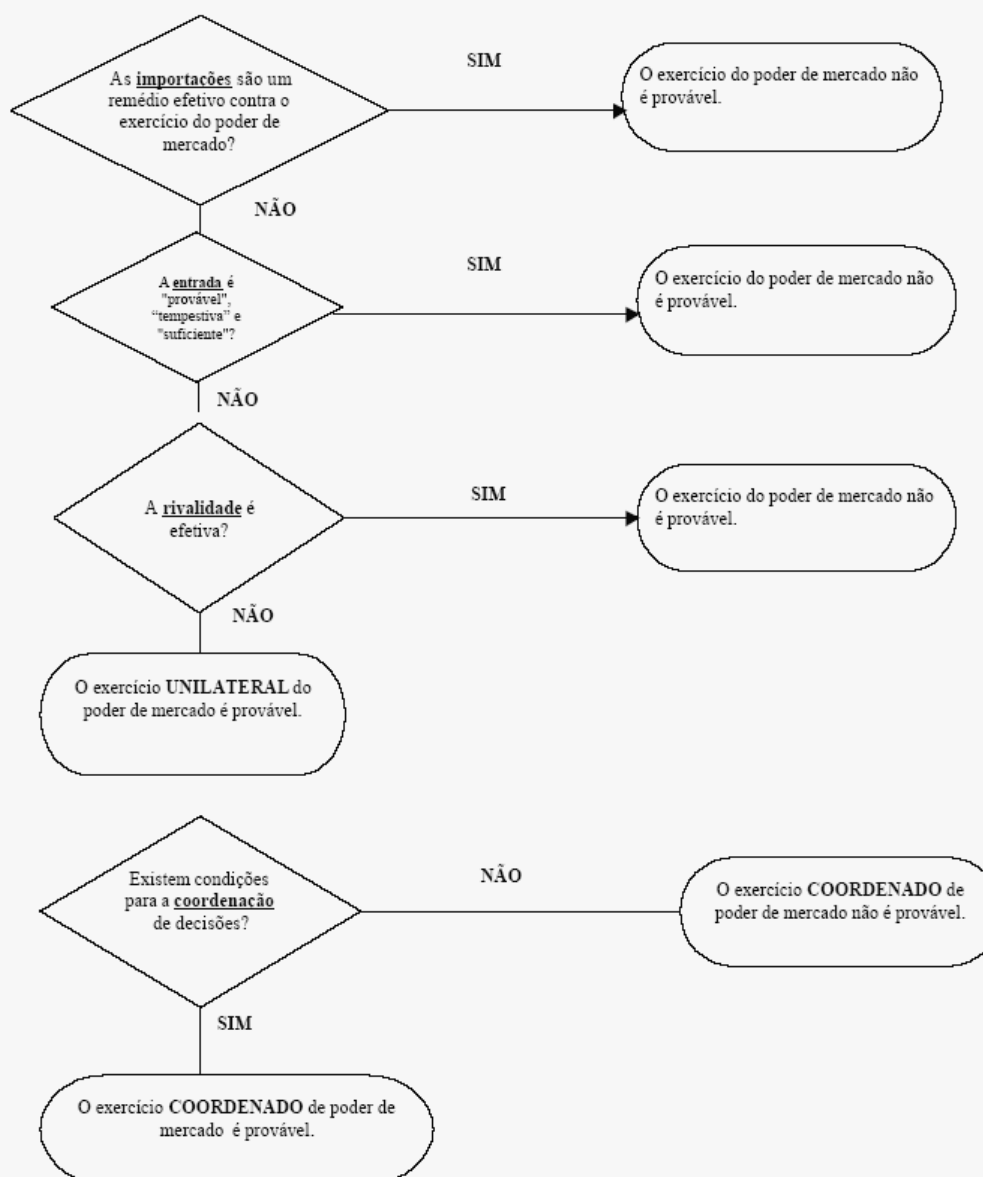 As importações são um
remédio efetivo contra o
exercício do poder de
mercado?
SIM
O exercício do poder de mercado não
é provável.
NÃO
A entrada é
"provável",
“tempestiva” e
"suficiente"?
SIM
O exercício do poder de mercado não
é provável.
NÃO
A rivalidade é
efetiva?
SIM
O exercício do poder de mercado não
é provável.
NÃO
O exercício UNILATERAL do
poder de mercado é provável.
Existem condições
para a coordenação
de decisões?
NÃO
O exercício COORDENADO de
poder de mercado não é provável.
SIM
O exercício COORDENADO de poder de
mercado é provável.